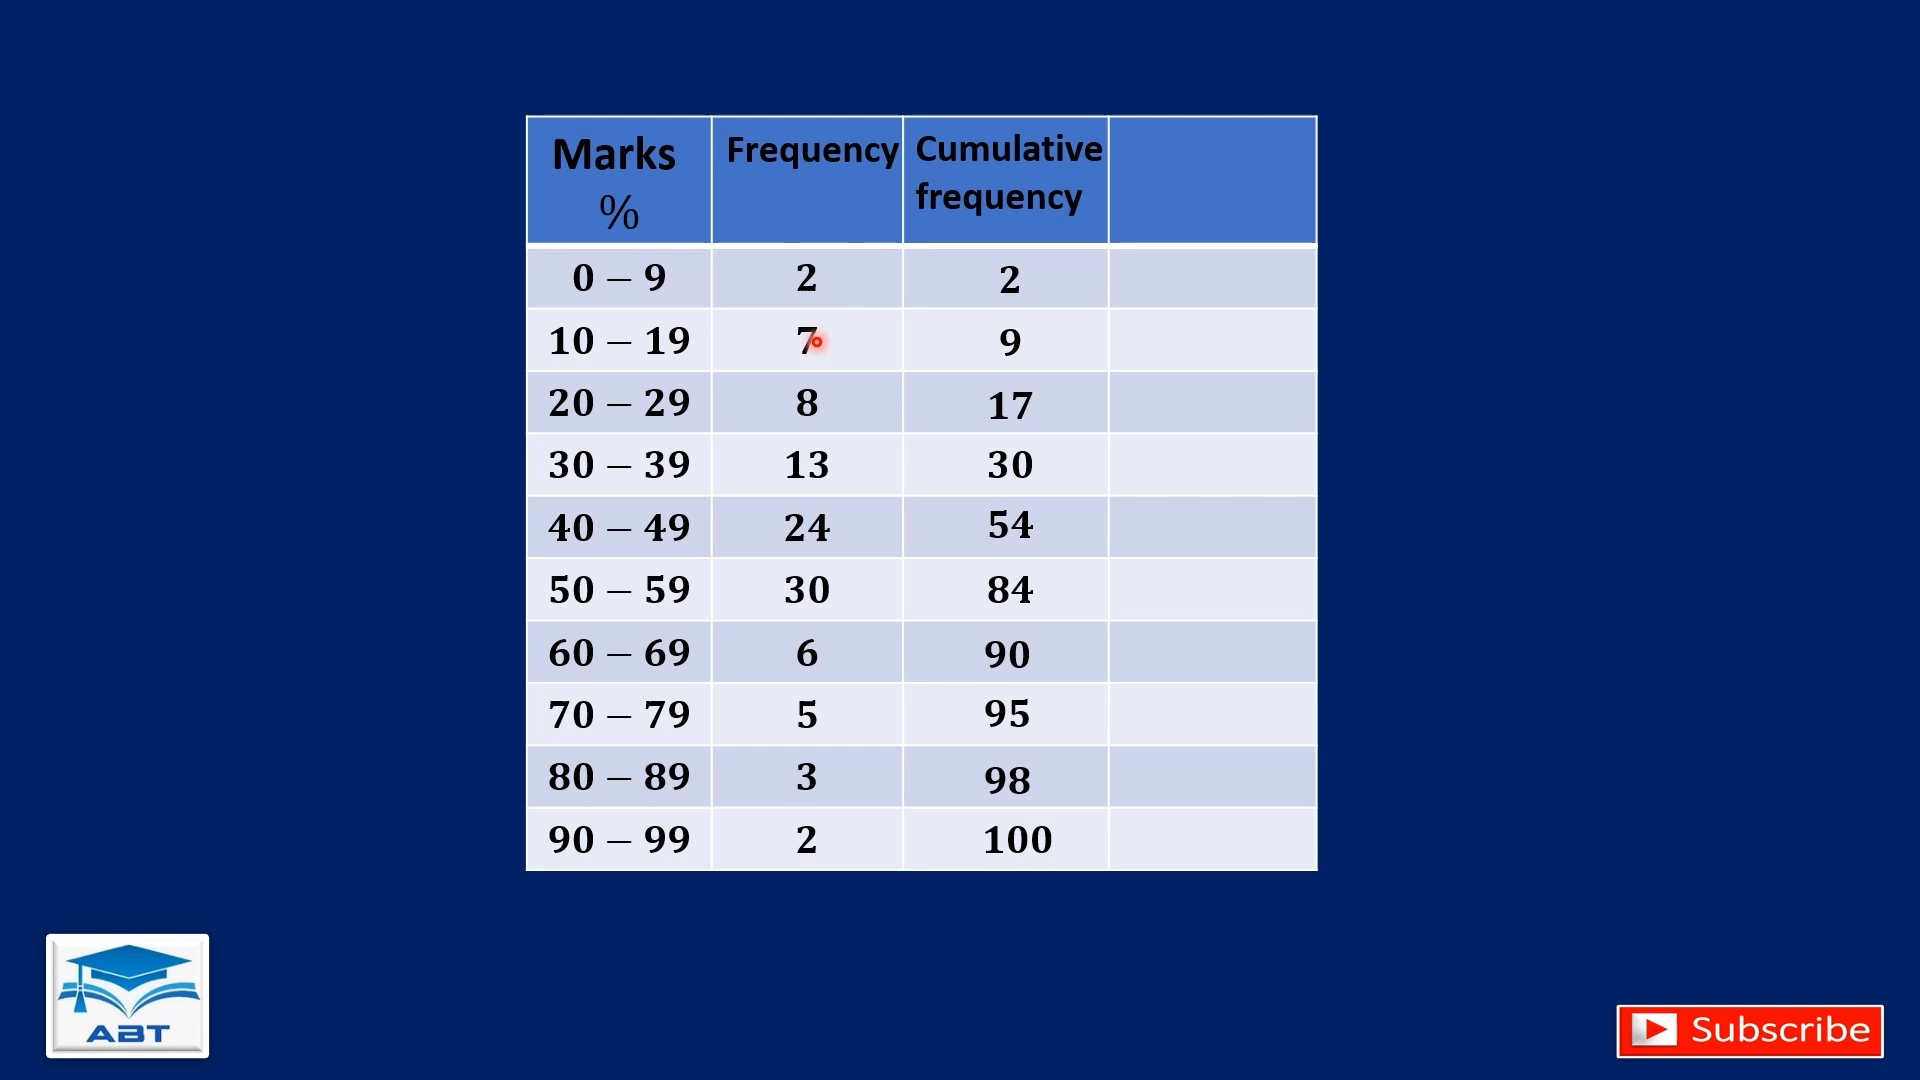 Marks % Frequency Cumulative frequency
0 – 9 2 2
10 – 19 7 9
20 – 29 8 17
30 – 39 13 30
40 – 49 24 54
50 – 59 30 84
60 – 69 6 90
70 – 79 5 95
80 – 89 3 98
90 – 99 2 100
ABT
Subscribe